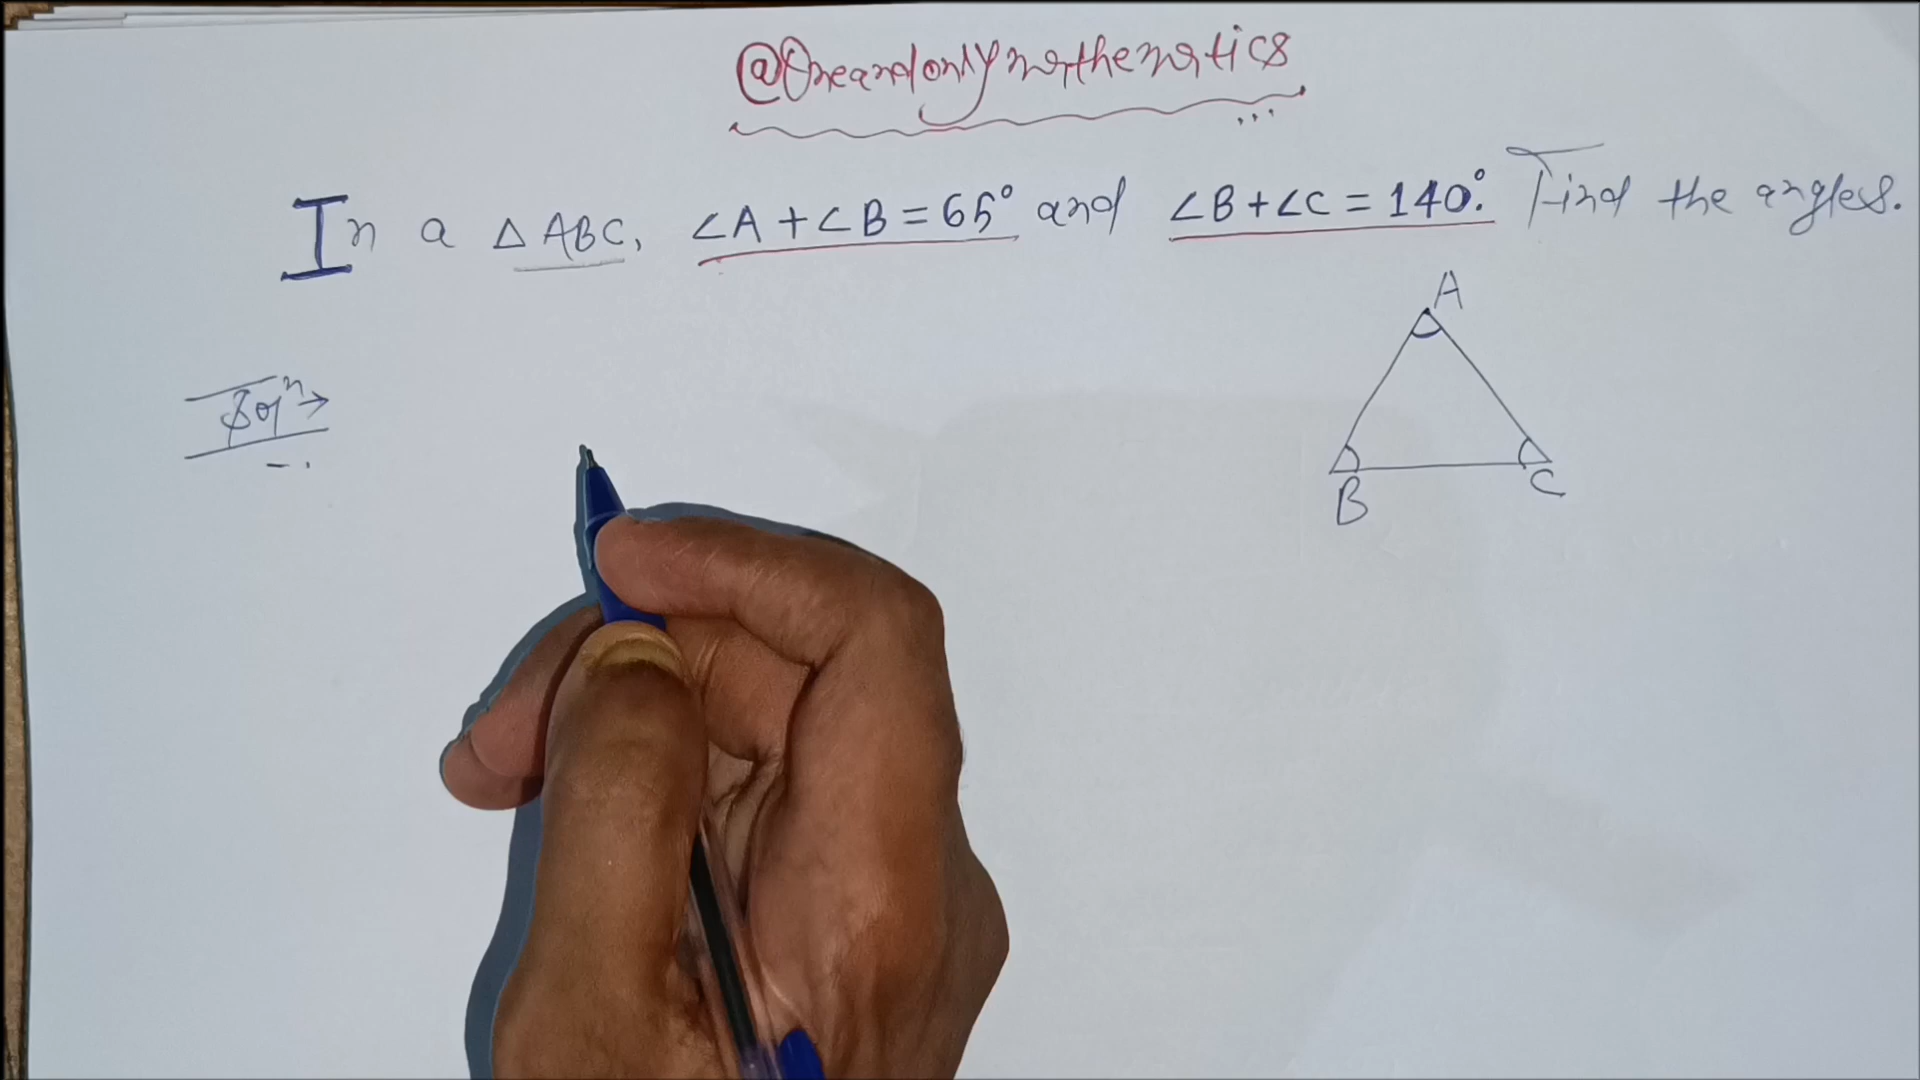 @Oneandonlymathematics
In a △ ABC, ∠A + ∠B = 65° and ∠B + ∠C = 140°. Find the angles.
A
Solⁿ →
B C